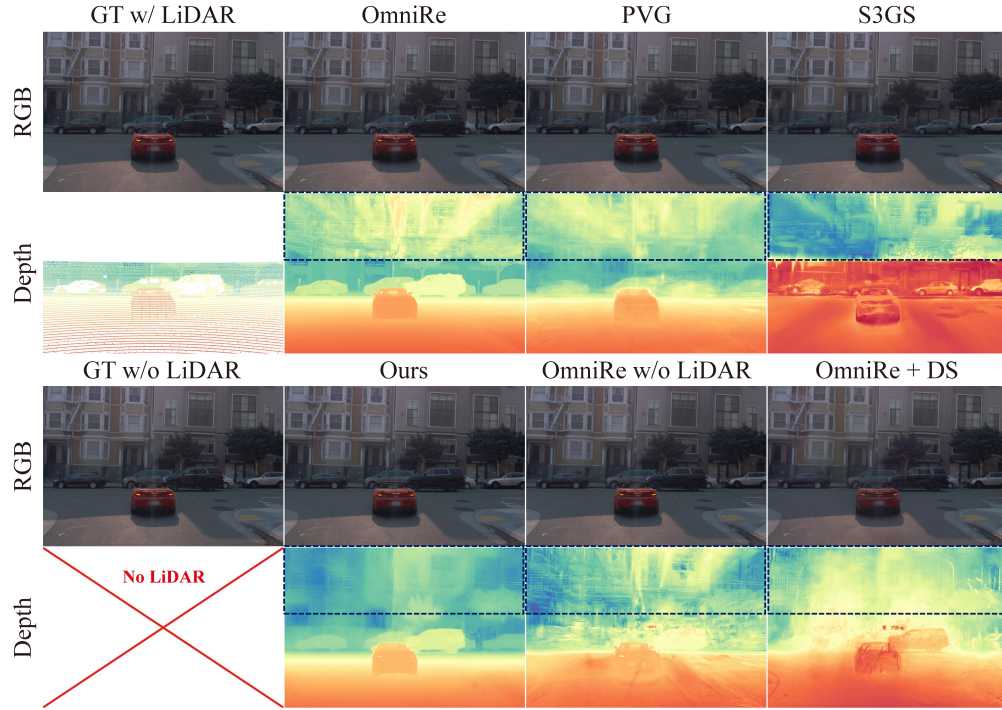 GT w/ LiDAR OmniRe PVG S3GS
RGB
Depth
GT w/o LiDAR Ours OmniRe w/o LiDAR OmniRe + DS
RGB
No LiDAR
Depth